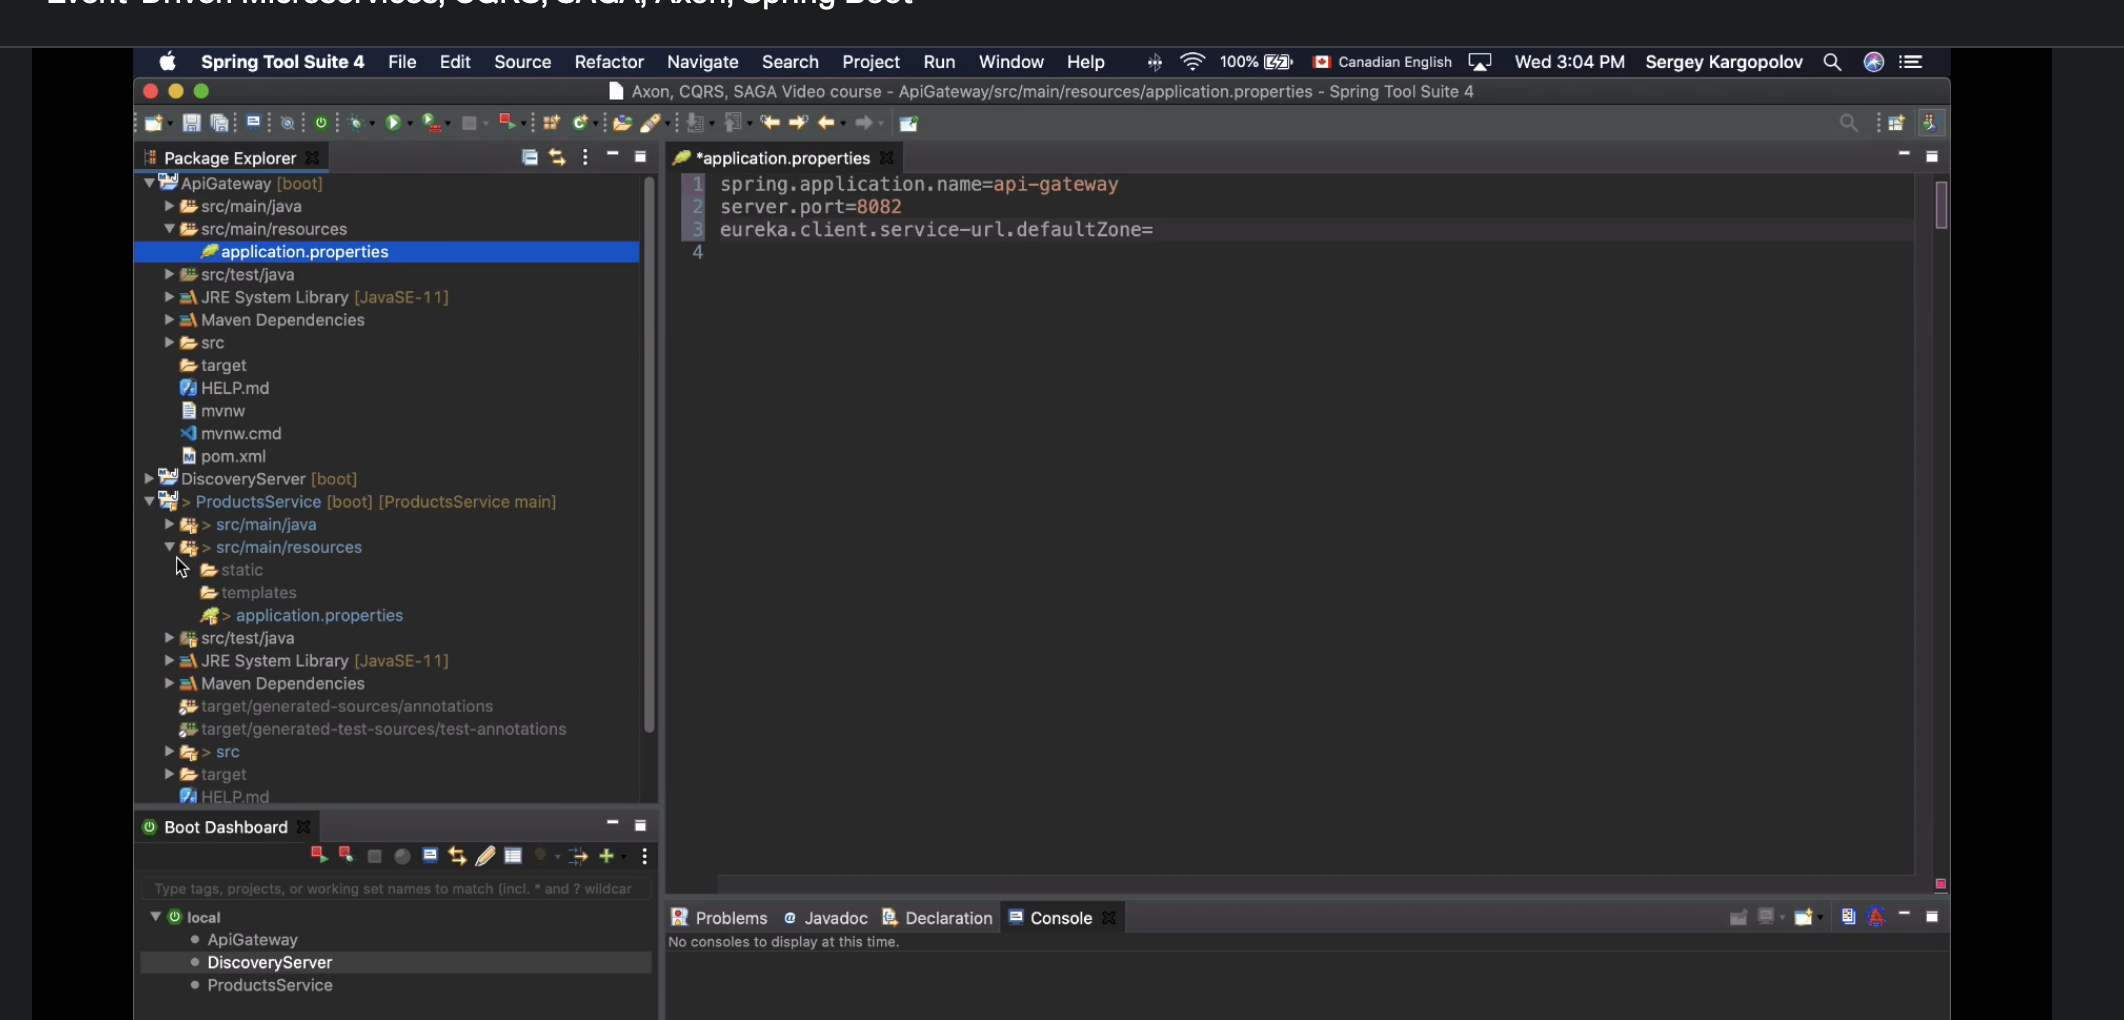 Event-Driven Microservices, CQRS, SAGA, Axon, Spring Boot
Spring Tool Suite 4 File Edit Source Refactor Navigate Search Project Run Window Help 100% Canadian English Wed 3:04 PM Sergey Kargopolov
Axon, CQRS, SAGA Video course - ApiGateway/src/main/resources/application.properties - Spring Tool Suite 4
Package Explorer
ApiGateway [boot]
src/main/java
src/main/resources
application.properties
src/test/java
JRE System Library [JavaSE-11]
Maven Dependencies
src
target
HELP.md
mvnw
mvnw.cmd
pom.xml
DiscoveryServer [boot]
> ProductsService [boot] [ProductsService main]
> src/main/java
> src/main/resources
static
templates
> application.properties
src/test/java
JRE System Library [JavaSE-11]
Maven Dependencies
target/generated-sources/annotations
target/generated-test-sources/test-annotations
> src
target
HELP.md
*application.properties
1 spring.application.name=api-gateway
2 server.port=8082
3 eureka.client.service-url.defaultZone=
4
Boot Dashboard
Type tags, projects, or working set names to match (incl. * and ? wildcar
local
ApiGateway
DiscoveryServer
ProductsService
Problems @ Javadoc Declaration Console
No consoles to display at this time.